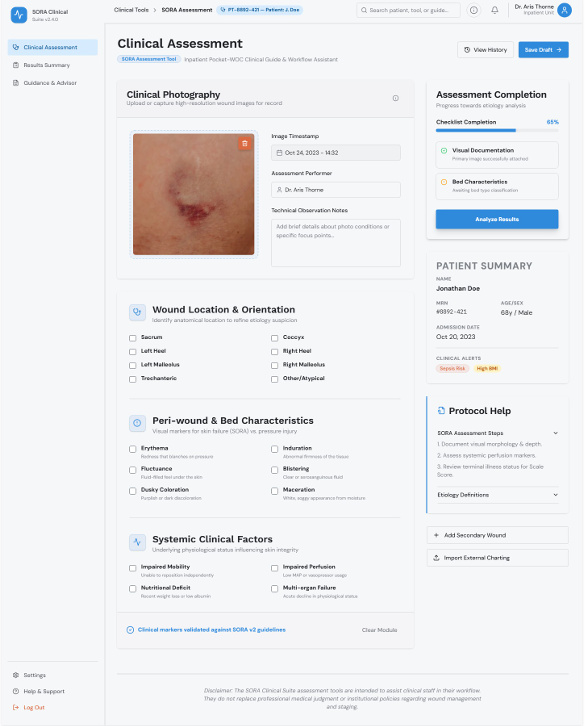 SORA Clinical
Suite v2.4.0
Clinical Assessment
Results Summary
Guidance & Advisor
Settings
Help & Support
Log Out
Clinical Tools > SORA Assessment PT-8892-421 — Patient: J. Doe
Search patient, tool, or guide...
Dr. Aris Thorne
Inpatient Unit
Clinical Assessment
SORA Assessment Tool Inpatient Pocket-WOC Clinical Guide & Workflow Assistant
View History
Save Draft
Clinical Photography
Upload or capture high-resolution wound images for record
Image Timestamp
Oct 24, 2023 - 14:32
Assessment Performer
Dr. Aris Thorne
Technical Observation Notes
Add brief details about photo conditions or
specific focus points...
Wound Location & Orientation
Identify anatomical location to refine etiology suspicion
Sacrum
Coccyx
Left Heel
Right Heel
Left Malleolus
Right Malleolus
Trochanteric
Other/Atypical
Peri-wound & Bed Characteristics
Visual markers for skin failure (SORA) vs. pressure injury
Erythema
Redness that blanches on pressure
Induration
Abnormal firmness of the tissue
Fluctuance
Fluid-filled feel under the skin
Blistering
Clear or serosanguinous fluid
Dusky Coloration
Purplish or dark discoloration
Maceration
White, soggy appearance from moisture
Systemic Clinical Factors
Underlying physiological status influencing skin integrity
Impaired Mobility
Unable to reposition independently
Impaired Perfusion
Low MAP or vasopressor usage
Nutritional Deficit
Recent weight loss or low albumin
Multi-organ Failure
Acute decline in physiological status
Clinical markers validated against SORA v2 guidelines
Clear Module
Assessment Completion
Progress towards etiology analysis
Checklist Completion 65%
Visual Documentation
Primary image successfully attached
Bed Characteristics
Awaiting bed type classification
Analyze Results
PATIENT SUMMARY
NAME
Jonathan Doe
MRN
#8892-421
AGE/SEX
68y / Male
ADMISSION DATE
Oct 20, 2023
CLINICAL ALERTS
Sepsis Risk High BMI
Protocol Help
SORA Assessment Steps
1. Document visual morphology & depth.
2. Assess systemic perfusion markers.
3. Review terminal illness status for Scale
Score.
Etiology Definitions
Add Secondary Wound
Import External Charting
Disclaimer: The SORA Clinical Suite assessment tools are intended to assist clinical staff in their workflow.
They do not replace professional medical judgment or institutional policies regarding wound management
and staging.